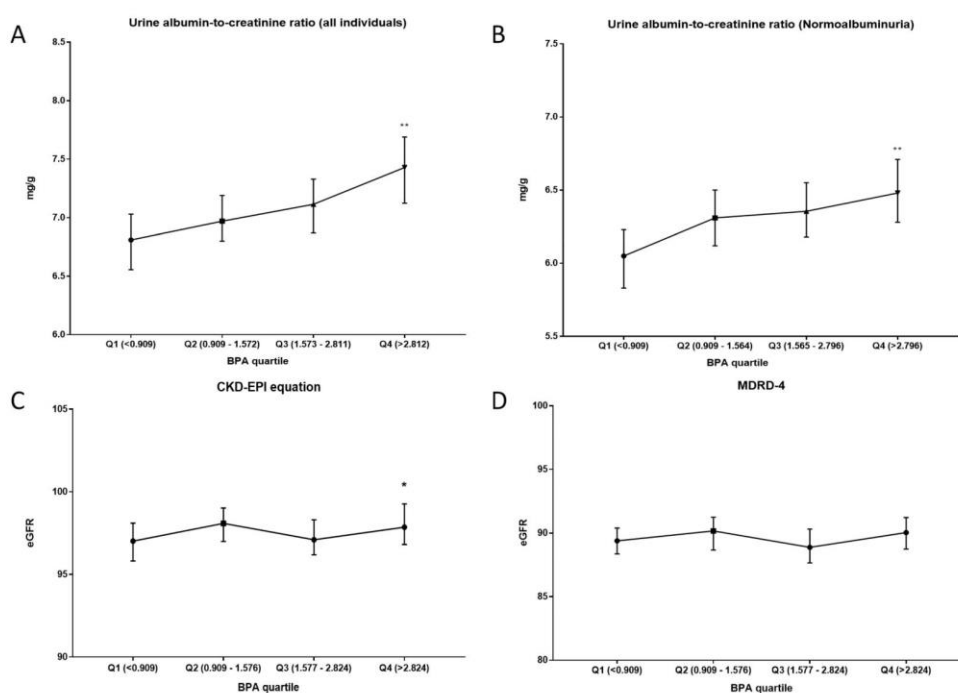 A
Urine albumin-to-creatinine ratio (all individuals)
8.5
8.0
7.5
7.0
6.5
6.0
mg/g
**
Q1 (<0.909)
Q2 (0.909 - 1.572)
Q3 (1.573 - 2.811)
Q4 (>2.812)
BPA quartile
B
Urine albumin-to-creatinine ratio (Normoalbuminuria)
7.5
7.0
6.5
6.0
5.5
mg/g
**
Q1 (<0.909)
Q2 (0.909 - 1.564)
Q3 (1.565 - 2.796)
Q4 (>2.796)
BPA quartile
C
CKD-EPI equation
105
100
95
90
eGFR
*
Q1 (<0.909)
Q2 (0.909 - 1.576)
Q3 (1.577 - 2.824)
Q4 (>2.824)
BPA quartile
D
MDRD-4
100
95
90
85
80
eGFR
Q1 (<0.909)
Q2 (0.909 - 1.576)
Q3 (1.577 - 2.824)
Q4 (>2.824)
BPA quartile